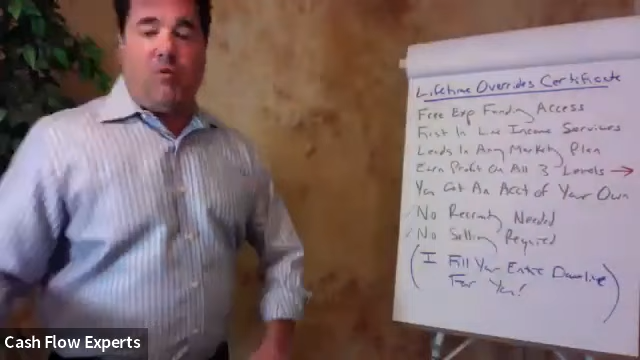 Lifetime Overrides Certificate
Free Exp Funding Access
First In Line Income Services
Leads In Any Marketing Plan
Earn Profit On All 3 Levels →
You Get An Acct of Your Own
No Recruiting Needed
No Selling Required
(I Fill Your Entire Downline
For You!)
Cash Flow Experts